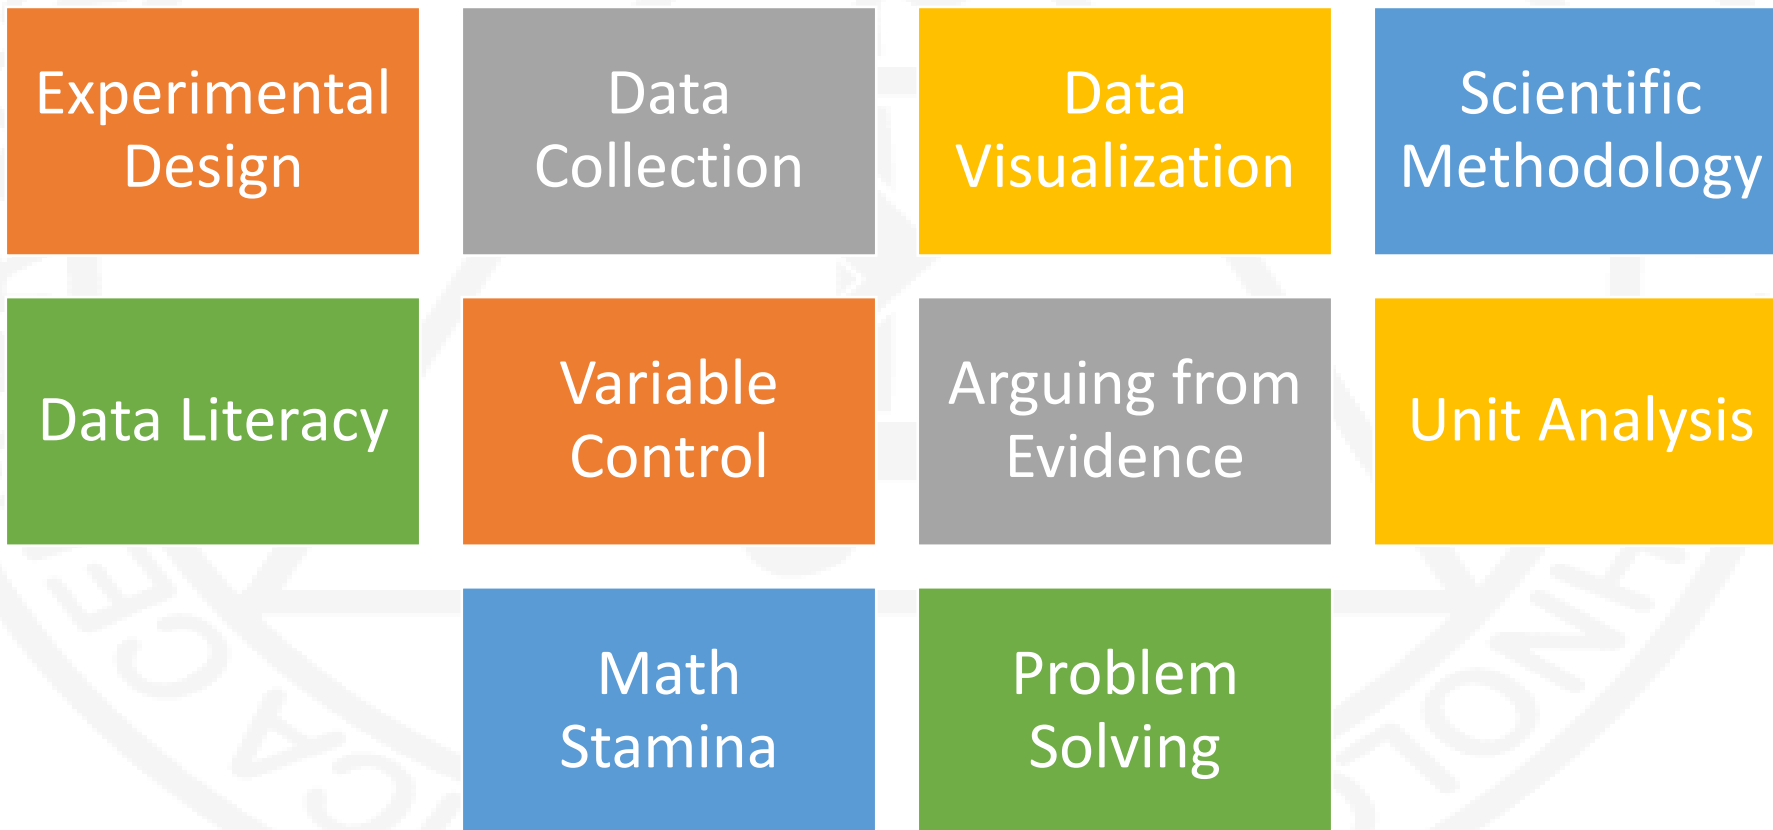 Experimental
Design
Data
Collection
Data
Visualization
Scientific
Methodology
Data Literacy
Variable
Control
Arguing from
Evidence
Unit Analysis
Math
Stamina
Problem
Solving